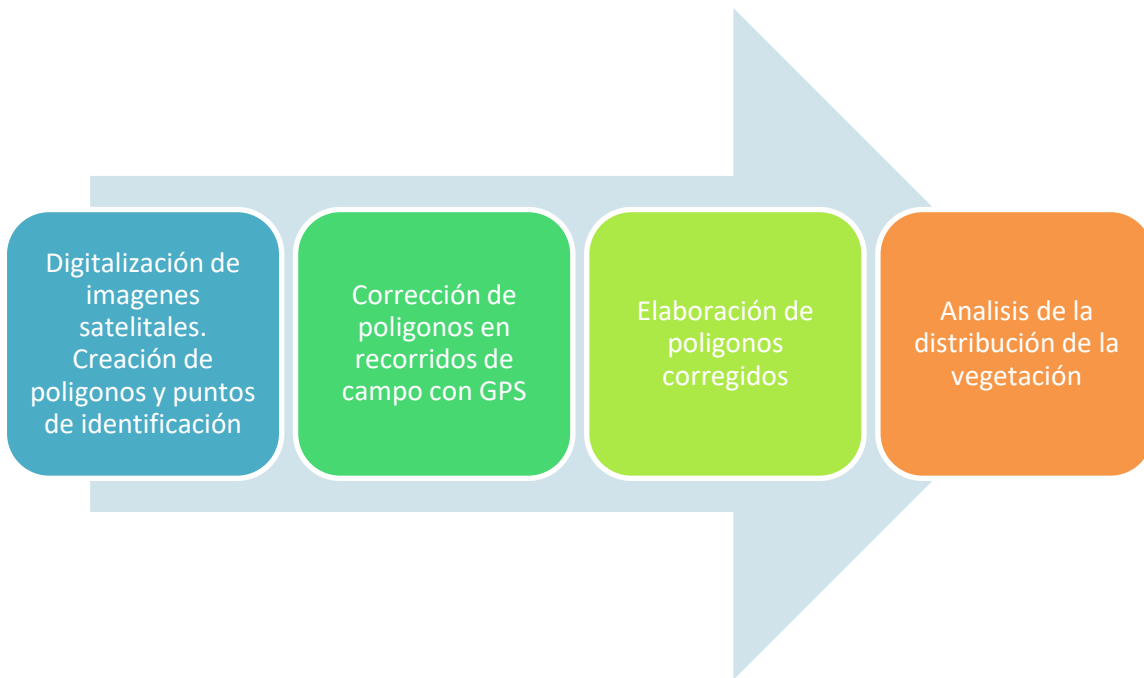 Digitalización de
imagenes
satelitales.
Creación de
poligonos y puntos
de identificación
Corrección de
poligonos en
recorridos de
campo con GPS
Elaboración de
poligonos
corregidos
Analisis de la
distribución de la
vegetación